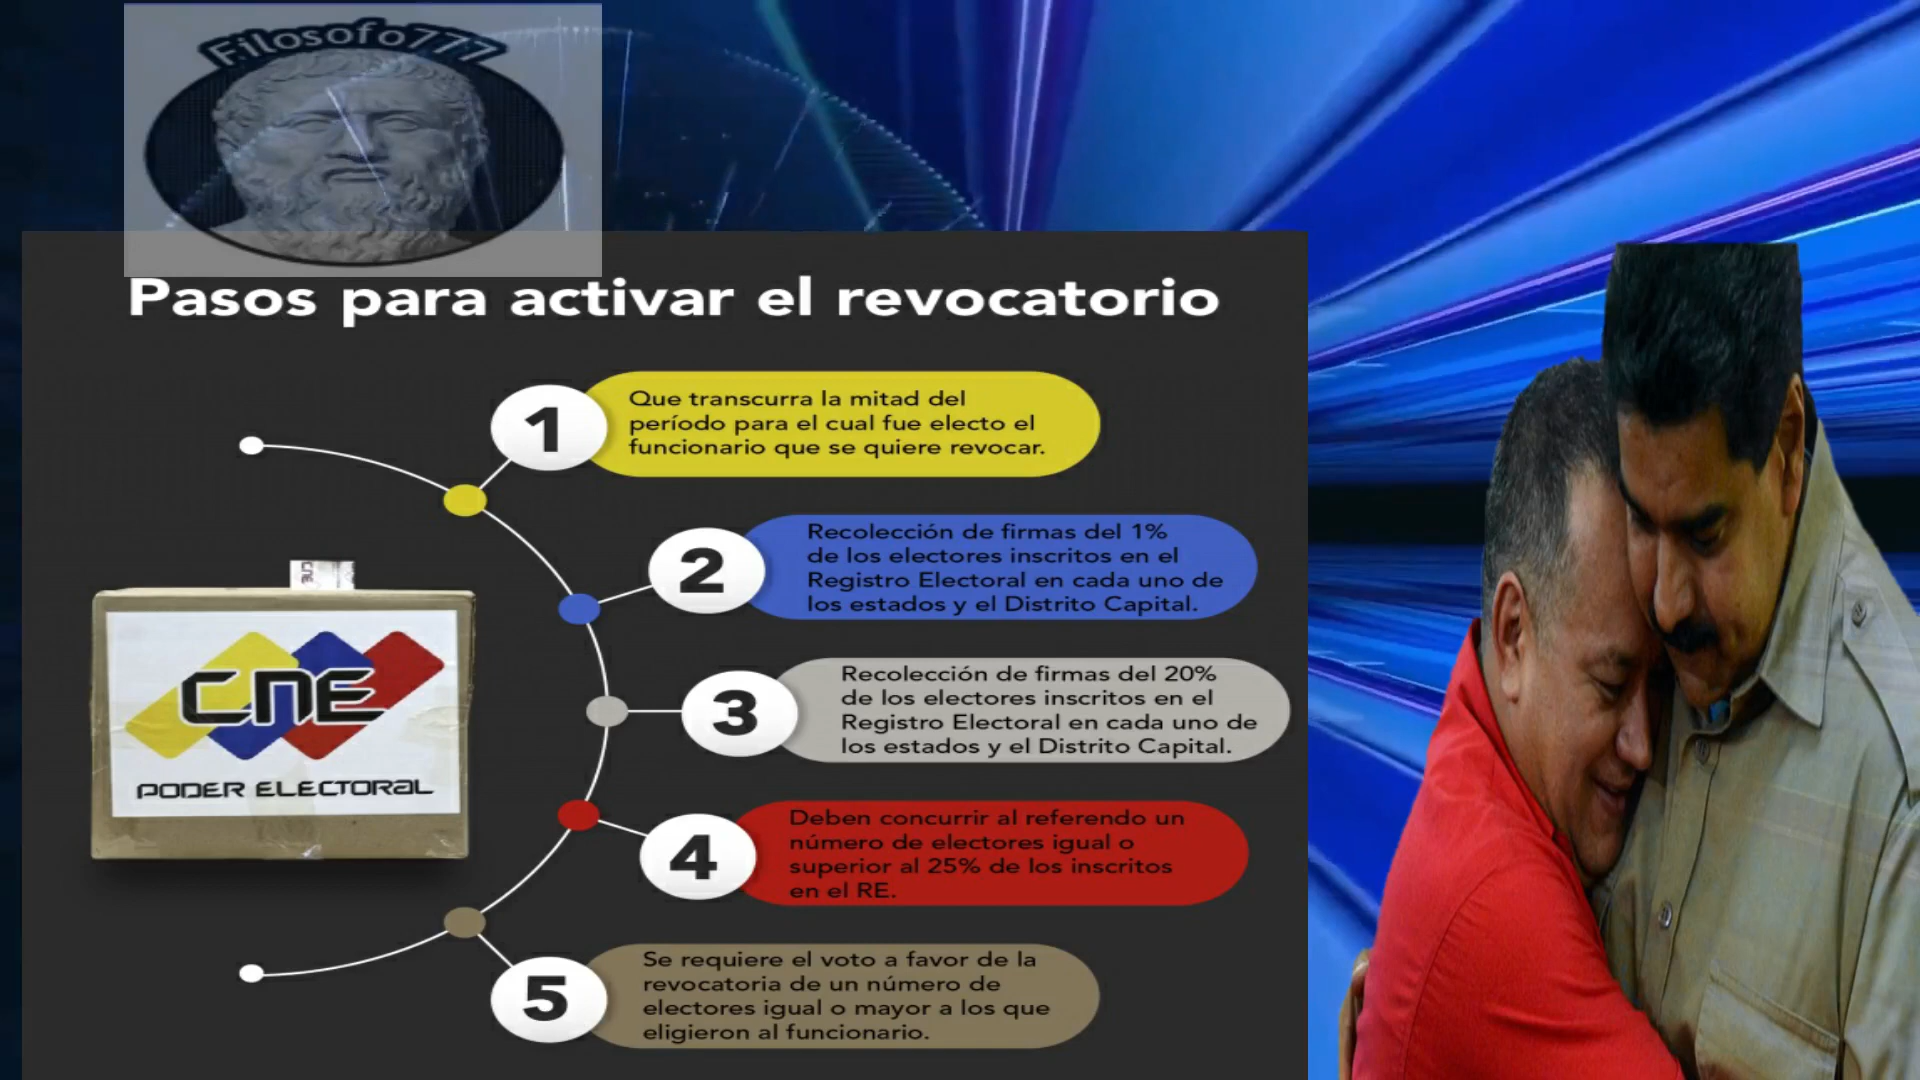 Filosofo777
Pasos para activar el revocatorio
1
Que transcurra la mitad del
período para el cual fue electo el
funcionario que se quiere revocar.
2
Recolección de firmas del 1%
de los electores inscritos en el
Registro Electoral en cada uno de
los estados y el Distrito Capital.
3
Recolección de firmas del 20%
de los electores inscritos en el
Registro Electoral en cada uno de
los estados y el Distrito Capital.
CNE
CNE
PODER ELECTORAL
4
Deben concurrir al referendo un
número de electores igual o
superior al 25% de los inscritos
en el RE.
5
Se requiere el voto a favor de la
revocatoria de un número de
electores igual o mayor a los que
eligieron al funcionario.